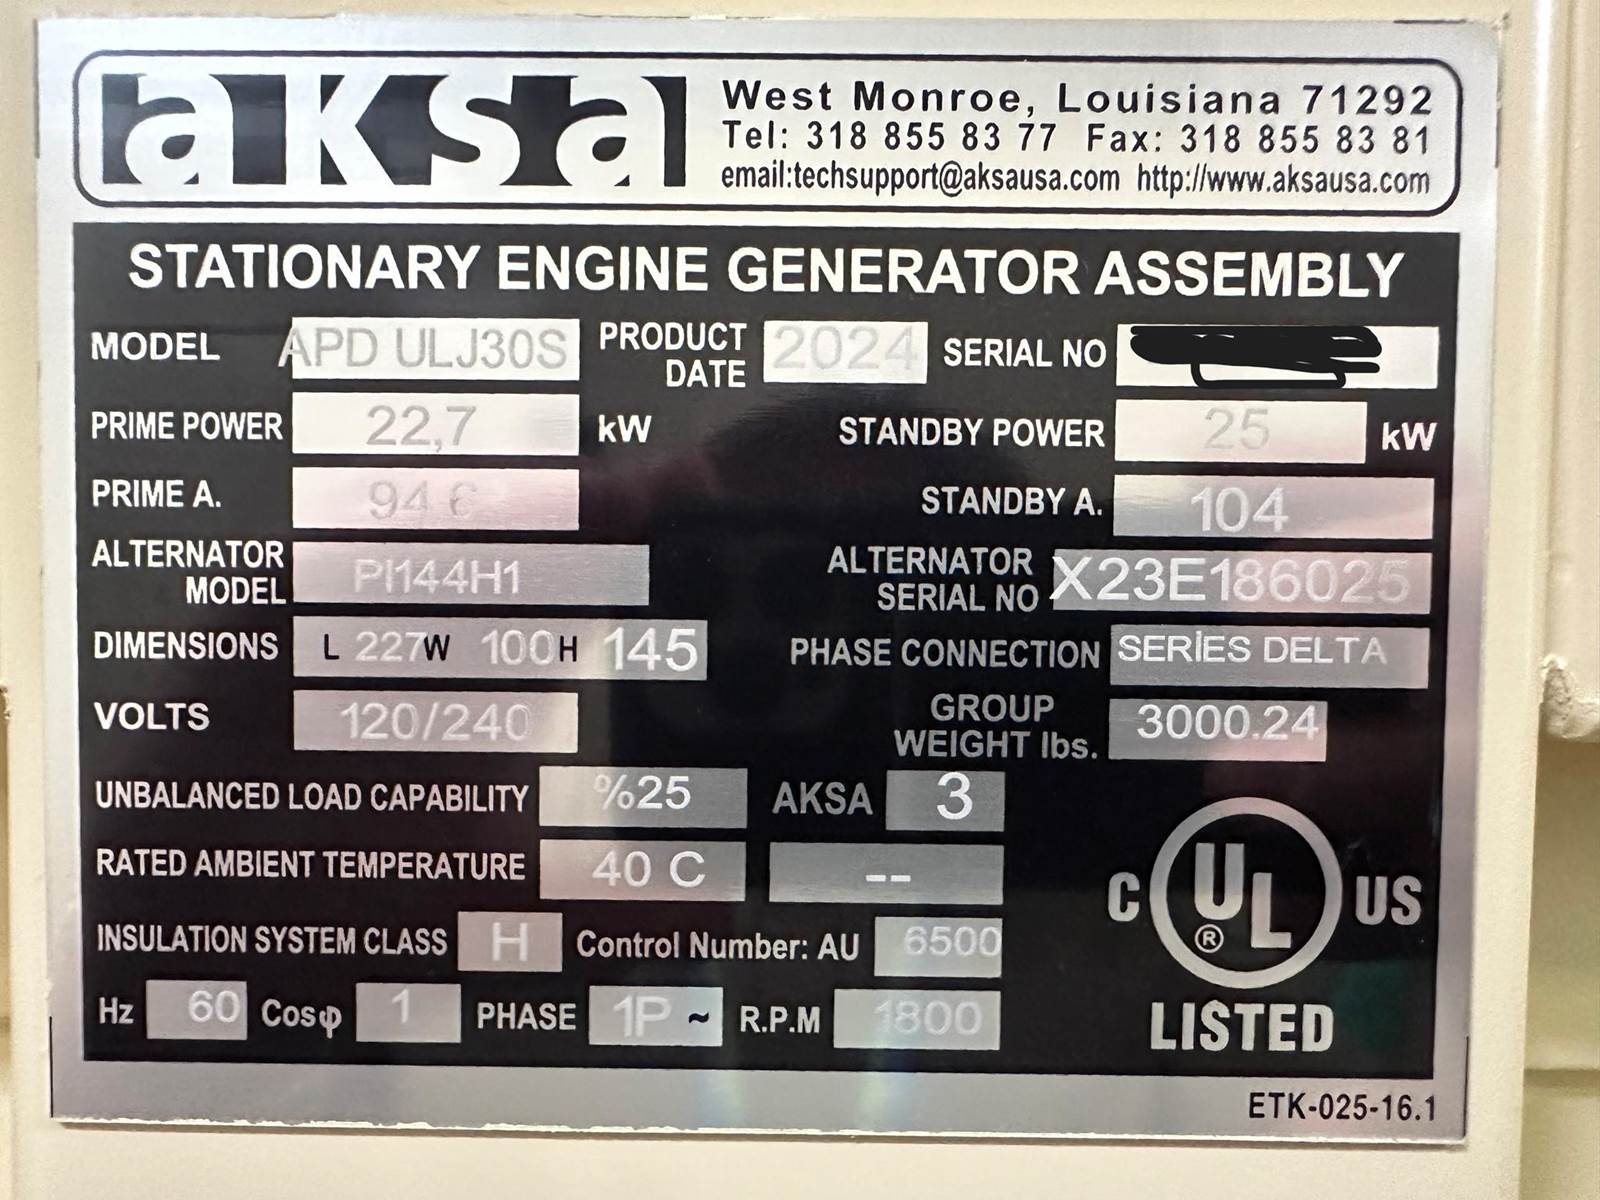 aksa
West Monroe, Louisiana 71292
Tel: 318 855 83 77 Fax: 318 855 83 81
email:techsupport@aksausa.com http://www.aksausa.com
STATIONARY ENGINE GENERATOR ASSEMBLY
MODEL APD ULJ30S PRODUCT DATE 2024 SERIAL NO
PRIME POWER 22,7 kW STANDBY POWER 25 kW
PRIME A. 94 6 STANDBY A. 104
ALTERNATOR MODEL PI144H1 ALTERNATOR SERIAL NO X23E186025
DIMENSIONS L 227 W 100 H 145 PHASE CONNECTION SERİES DELTA
VOLTS 120/240 GROUP WEIGHT lbs. 3000.24
UNBALANCED LOAD CAPABILITY %25 AKSA 3
RATED AMBIENT TEMPERATURE 40 C --
INSULATION SYSTEM CLASS H Control Number: AU 6500
Hz 60 Cosφ 1 PHASE 1P ~ R.P.M 1800
C UL ® US
LISTED
ETK-025-16.1